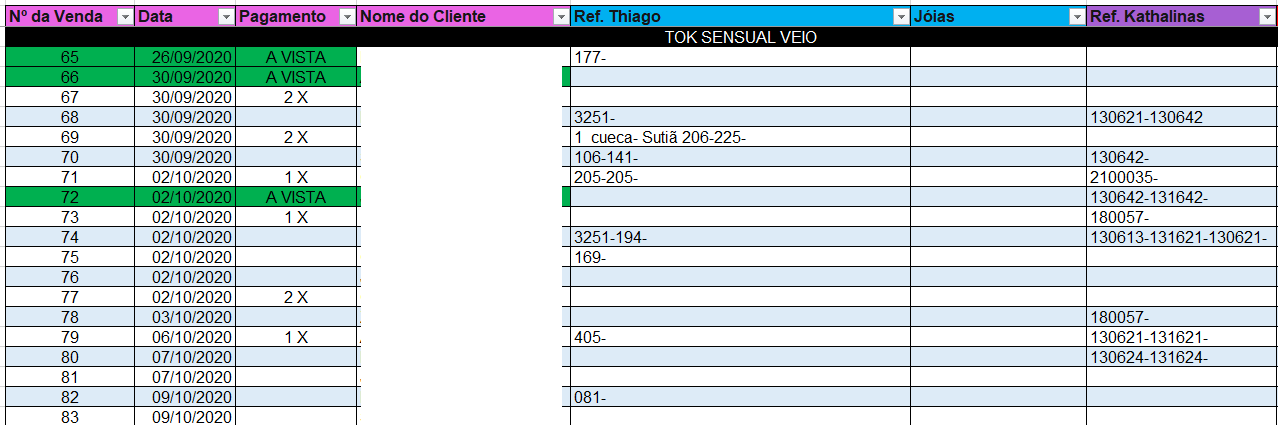 Nº da Venda Data Pagamento Nome do Cliente Ref. Thiago Jóias Ref. Kathalinas
TOK SENSUAL VEIO
65 26/09/2020 A VISTA 177-
66 30/09/2020 A VISTA
67 30/09/2020 2 X
68 30/09/2020 3251- 130621-130642
69 30/09/2020 2 X 1 cueca- Sutiã 206-225-
70 30/09/2020 106-141- 130642-
71 02/10/2020 1 X 205-205- 2100035-
72 02/10/2020 A VISTA 130642-131642-
73 02/10/2020 1 X 180057-
74 02/10/2020 3251-194- 130613-131621-130621-
75 02/10/2020 169-
76 02/10/2020
77 02/10/2020 2 X
78 03/10/2020 180057-
79 06/10/2020 1 X 405- 130621-131621-
80 07/10/2020 130624-131624-
81 07/10/2020
82 09/10/2020 081-
83 09/10/2020